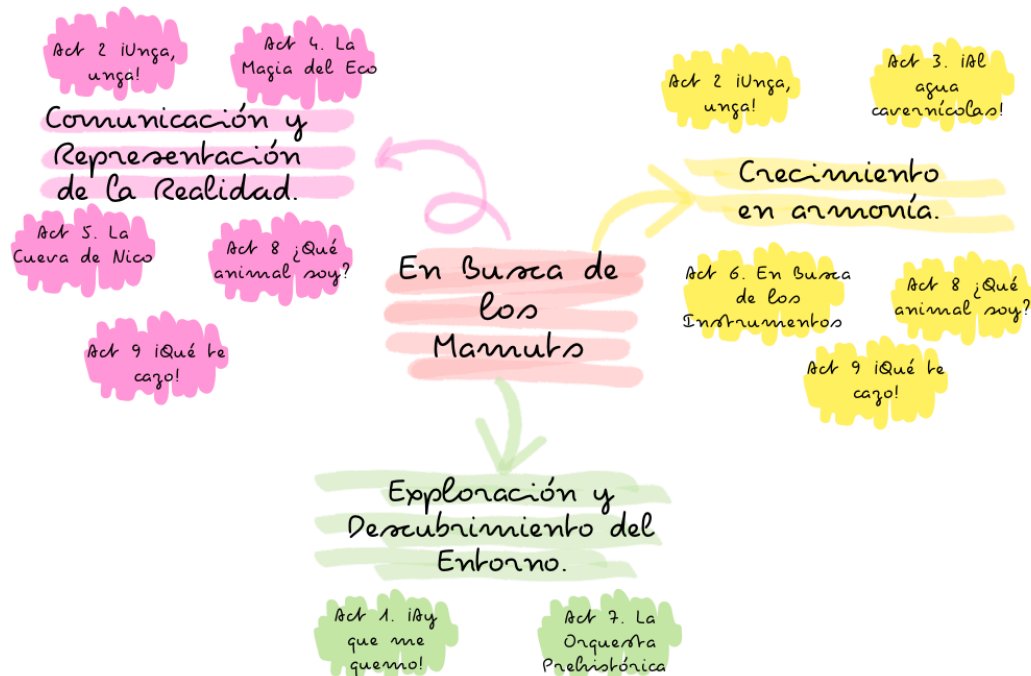 Act 2 ¡Unga,
unga!
Act 4. La
Magia del Eco
Comunicación y
Representación
de la Realidad.
Act 5. La
Cueva de Nico
Act 8 ¿Qué
animal soy?
Act 9 ¡Qué te
cazo!
En Busca de
los
Mamuts
Act 2 ¡Unga,
unga!
Act 3. ¡Al
agua
cavernícolas!
Crecimiento
en armonía.
Act 6. En Busca
de los
Instrumentos
Act 8 ¿Qué
animal soy?
Act 9 ¡Qué te
cazo!
Exploración y
Descubrimiento del
Entorno.
Act 1. ¡Ay
que me
quemo!
Act 7. La
Orquesta
Prehistórica